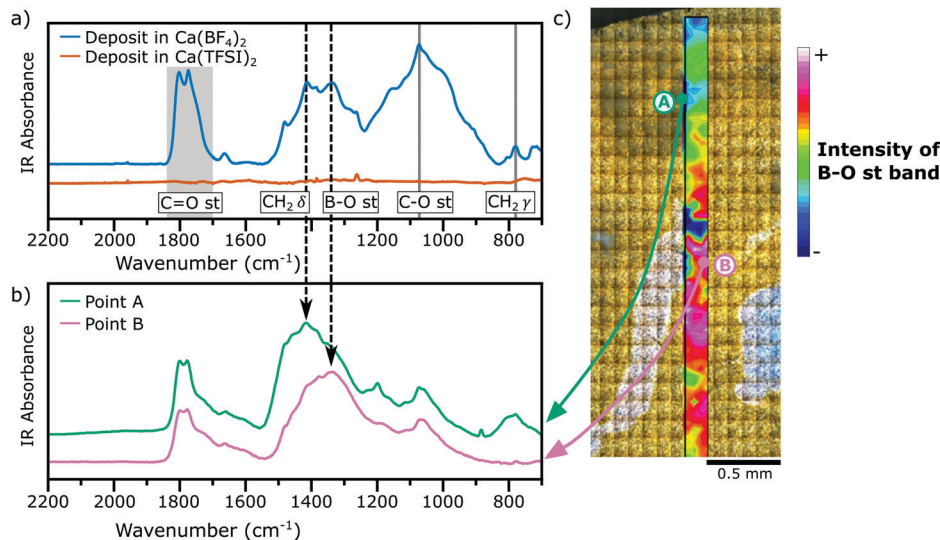 a)
Deposit in Ca(BF₄)₂
Deposit in Ca(TFSI)₂
IR Absorbance
C=O st
CH₂ δ
B-O st
C-O st
CH₂ γ
2200 2000 1800 1600 1400 1200 1000 800
Wavenumber (cm⁻¹)
b)
Point A
Point B
IR Absorbance
2200 2000 1800 1600 1400 1200 1000 800
Wavenumber (cm⁻¹)
c)
A
B
0.5 mm
+
Intensity of
B-O st band
-